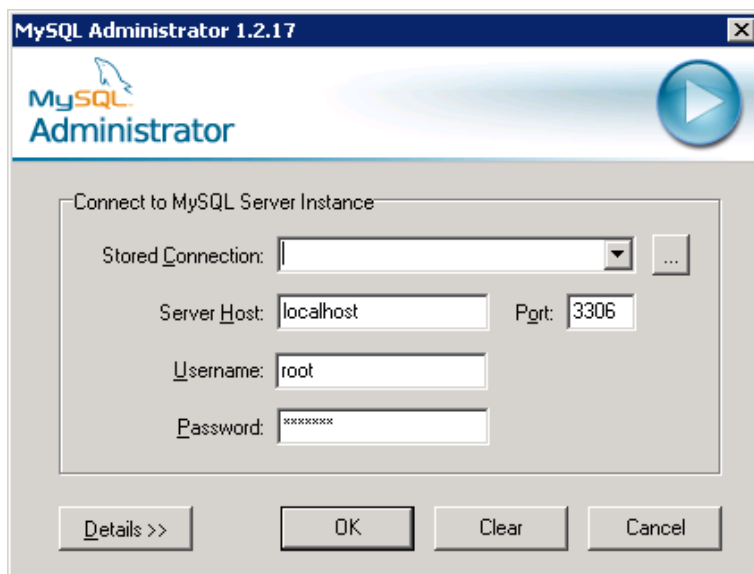 MySQL Administrator 1.2.17
MySQL
Administrator
Connect to MySQL Server Instance
Stored Connection:
...
Server Host: localhost Port: 3306
Username: root
Password: *******
Details >> OK Clear Cancel